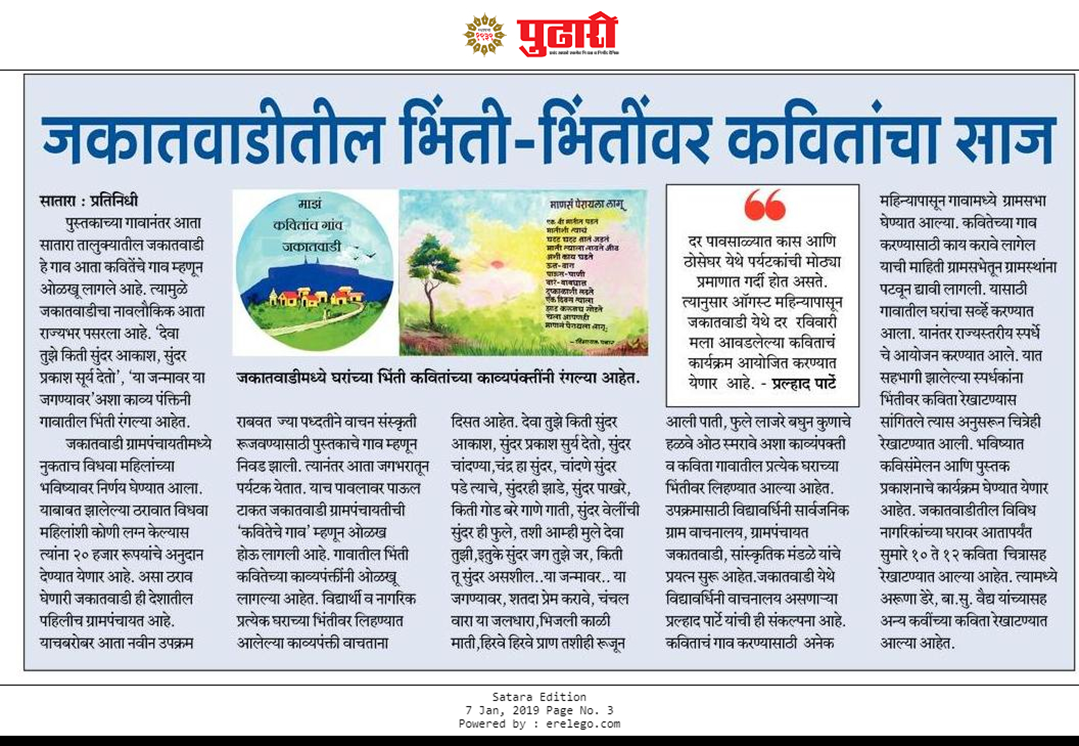 पुढारी
जकातवाडीतील भिंती-भिंतींवर कवितांचा साज
सातारा : प्रतिनिधी
पुस्तकाच्या गावानंतर आता
सातारा तालुक्यातील जकातवाडी
हे गाव आता कवितेंचे गाव म्हणून
ओळखू लागले आहे. त्यामुळे
जकातवाडीचा नावलौकिक आता
राज्यभर पसरला आहे. 'देवा
तुझे किती सुंदर आकाश, सुंदर
प्रकाश सूर्य देतो', 'या जन्मावर या
जगण्यावर'अशा काव्य पंक्तिनी
गावातील भिंती रंगल्या आहेत.
जकातवाडी ग्रामपंचायतीमध्ये
नुकताच विधवा महिलांच्या
भविष्यावर निर्णय घेण्यात आला.
याबाबत झालेल्या ठरावात विधवा
महिलांशी कोणी लग्न केल्यास
त्यांना २० हजार रूपयांचे अनुदान
देण्यात येणार आहे. असा ठराव
घेणारी जकातवाडी ही देशातील
पहिलीच ग्रामपंचायत आहे.
याचबरोबर आता नवीन उपक्रम
माझं
कवितांच गांव
जकातवाडी
माणसं पेरायला लागू
जकातवाडीमध्ये घरांच्या भिंती कवितांच्या काव्यपंक्तींनी रंगल्या आहेत.
राबवत ज्या पध्दतीने वाचन संस्कृती
रूजवण्यासाठी पुस्तकाचे गाव म्हणून
निवड झाली. त्यानंतर आता जगभरातून
पर्यटक येतात. याच पावलावर पाऊल
टाकत जकातवाडी ग्रामपंचायतीची
'कवितेचे गाव' म्हणून ओळख
होऊ लागली आहे. गावातील भिंती
कवितेच्या काव्यपंक्तींनी ओळखू
लागल्या आहेत. विद्यार्थी व नागरिक
प्रत्येक घराच्या भिंतीवर लिहण्यात
आलेल्या काव्यपंक्ती वाचताना
दिसत आहेत. देवा तुझे किती सुंदर
आकाश, सुंदर प्रकाश सुर्य देतो, सुंदर
चांदण्या,चंद्र हा सुंदर, चांदणे सुंदर
पडे त्याचे, सुंदरही झाडे, सुंदर पाखरे,
किती गोड बरे गाणे गाती, सुंदर वेलींची
सुंदर ही फुले, तशी आम्ही मुले देवा
तुझी,इतुके सुंदर जग तुझे जर, किती
तू सुंदर असशील..या जन्मावर.. या
जगण्यावर, शतदा प्रेम करावे, चंचल
वारा या जलधारा,भिजली काळी
माती,हिरवे हिरवे प्राण तशीही रूजून
दर पावसाळ्यात कास आणि
ठोसेघर येथे पर्यटकांची मोठ्या
प्रमाणात गर्दी होत असते.
त्यानुसार ऑगस्ट महिन्यापासून
जकातवाडी येथे दर रविवारी
मला आवडलेल्या कविताचं
कार्यक्रम आयोजित करण्यात
येणार आहे. - प्रल्हाद पार्टे
आली पाती, फुले लाजरे बघुन कुणाचे
हळवे ओठ स्मरावे अशा काव्यंपक्ती
व कविता गावातील प्रत्येक घराच्या
भिंतीवर लिहण्यात आल्या आहेत.
उपक्रमासाठी विद्यावर्धिनी सार्वजनिक
ग्राम वाचनालय, ग्रामपंचायत
जकातवाडी, सांस्कृतिक मंडळे यांचे
प्रयत्न सुरू आहेत.जकातवाडी येथे
विद्यावर्धिनी वाचनालय असणाऱ्या
प्रल्हाद पार्टे यांची ही संकल्पना आहे.
कविताचं गाव करण्यासाठी अनेक
महिन्यापासून गावामध्ये ग्रामसभा
घेण्यात आल्या. कवितेच्या गाव
करण्यासाठी काय करावे लागेल
याची माहिती ग्रामसभेतून ग्रामस्थांना
पटवून द्यावी लागली. यासाठी
गावातील घरांचा सर्व्हे करण्यात
आला. यानंतर राज्यस्तरीय स्पर्धे
चे आयोजन करण्यात आले. यात
सहभागी झालेल्या स्पर्धकांना
भिंतीवर कविता रेखाटण्यास
सांगितले त्यास अनुसरून चित्रेही
रेखाटण्यात आली. भविष्यात
कविसंमेलन आणि पुस्तक
प्रकाशनाचे कार्यक्रम घेण्यात येणार
आहेत. जकातवाडीतील विविध
नागरिकांच्या घरावर आतापर्यंत
सुमारे १० ते १२ कविता चित्रासह
रेखाटण्यात आल्या आहेत. त्यामध्ये
अरूणा डेरे, बा.सु. वैद्य यांच्यासह
अन्य कवींच्या कविता रेखाटण्यात
आल्या आहेत.
Satara Edition
7 Jan, 2019 Page No. 3
Powered by : erelego.com